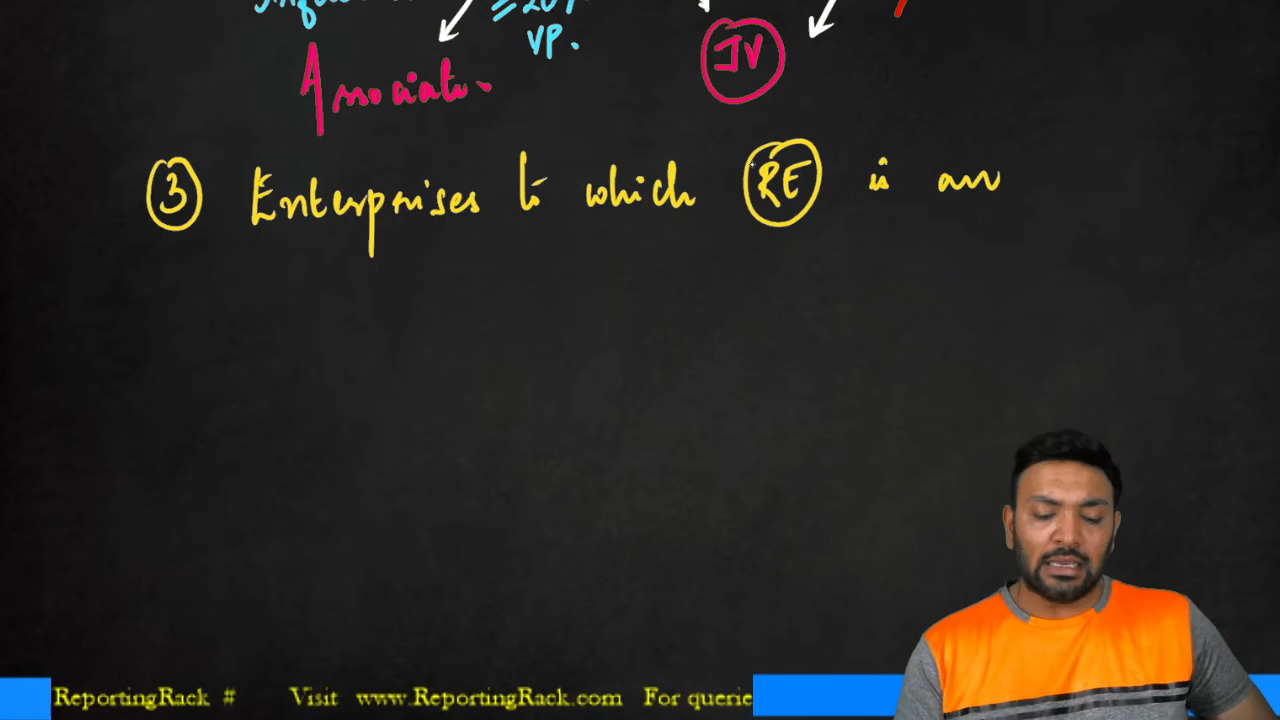 VP.
Associate.
JV
3 Enterprises to which RE is an
ReportingRack # Visit www.ReportingRack.com For querie